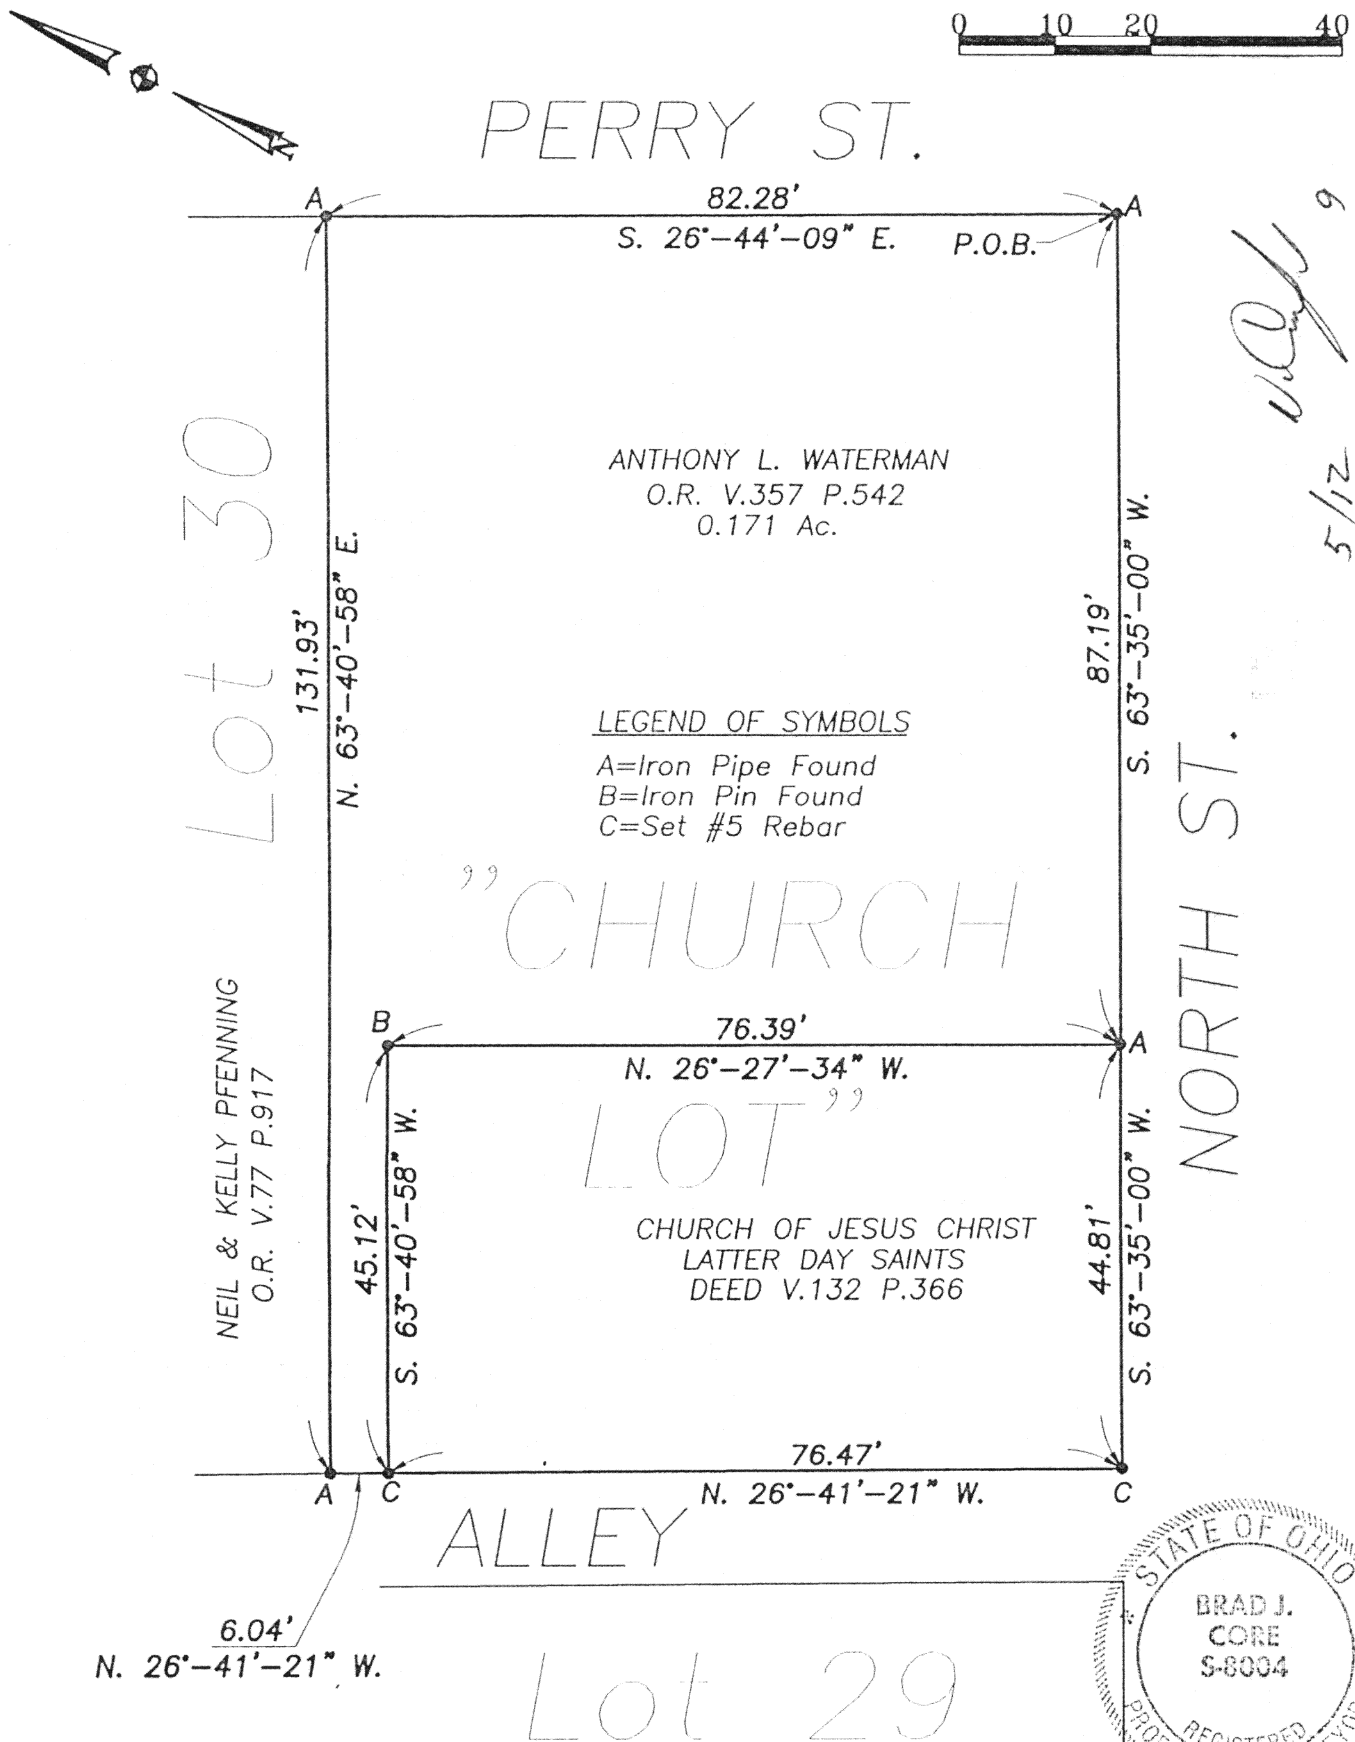 0 10 20 40
N
PERRY ST.
A
82.28'
A
S. 26°-44'-09" E.
P.O.B.
9
5/12
Lot 30
131.93'
N. 63°-40'-58" E.
ANTHONY L. WATERMAN
O.R. V.357 P.542
0.171 Ac.
87.19'
S. 63°-35'-00" W.
LEGEND OF SYMBOLS
A=Iron Pipe Found
B=Iron Pin Found
C=Set #5 Rebar
NORTH ST.
"CHURCH
LOT"
NEIL & KELLY PFENNING
O.R. V.77 P.917
B
76.39'
A
N. 26°-27'-34" W.
45.12'
S. 63°-40'-58" W.
CHURCH OF JESUS CHRIST
LATTER DAY SAINTS
DEED V.132 P.366
44.81'
S. 63°-35'-00" W.
76.47'
A
C
N. 26°-41'-21" W.
C
ALLEY
6.04'
N. 26°-41'-21" W.
Lot 29
STATE OF OHIO
BRAD J.
CORE
S-8004
REGISTERED